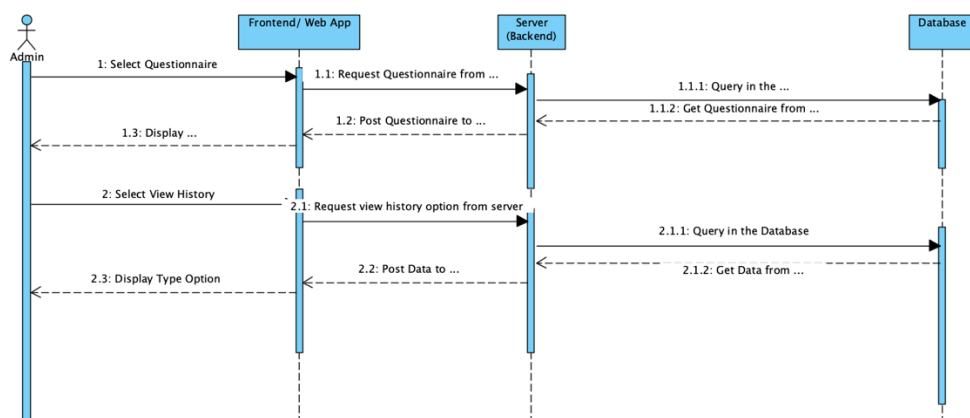 Frontend/ Web App
Server
(Backend)
Database
Admin
1: Select Questionnaire
1.1: Request Questionnaire from ...
1.1.1: Query in the ...
1.1.2: Get Questionnaire from ...
1.2: Post Questionnaire to ...
1.3: Display ...
2: Select View History
2.1: Request view history option from server
2.1.1: Query in the Database
2.1.2: Get Data from ...
2.2: Post Data to ...
2.3: Display Type Option